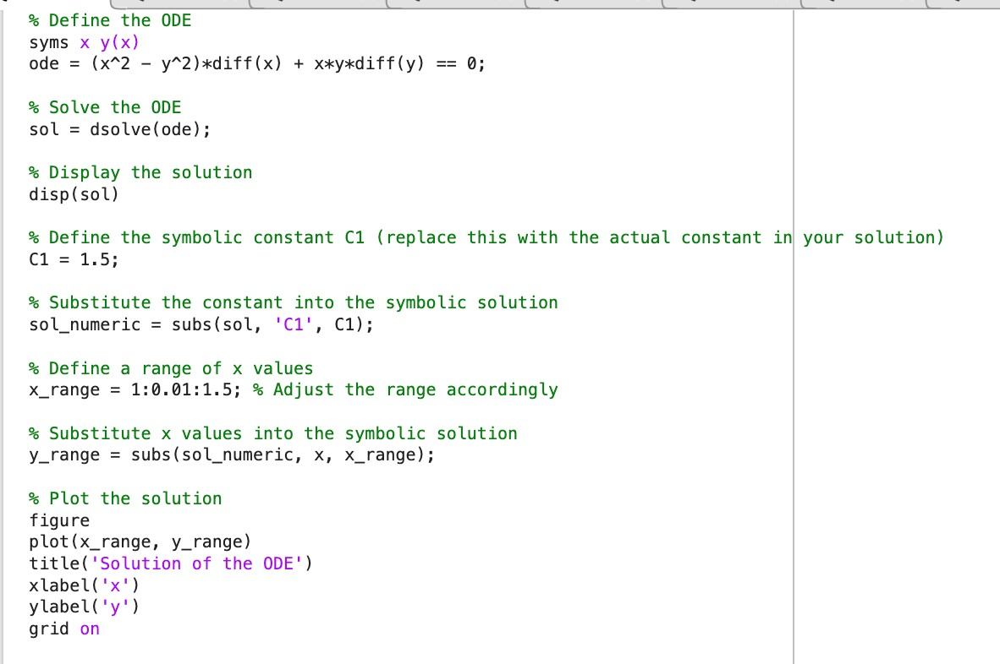 % Define the ODE
syms x y(x)
ode = (x^2 - y^2)*diff(x) + x*y*diff(y) == 0;
% Solve the ODE
sol = dsolve(ode);
% Display the solution
disp(sol)
% Define the symbolic constant C1 (replace this with the actual constant in your solution)
C1 = 1.5;
% Substitute the constant into the symbolic solution
sol_numeric = subs(sol, 'C1', C1);
% Define a range of x values
x_range = 1:0.01:1.5; % Adjust the range accordingly
% Substitute x values into the symbolic solution
y_range = subs(sol_numeric, x, x_range);
% Plot the solution
figure
plot(x_range, y_range)
title('Solution of the ODE')
xlabel('x')
ylabel('y')
grid on